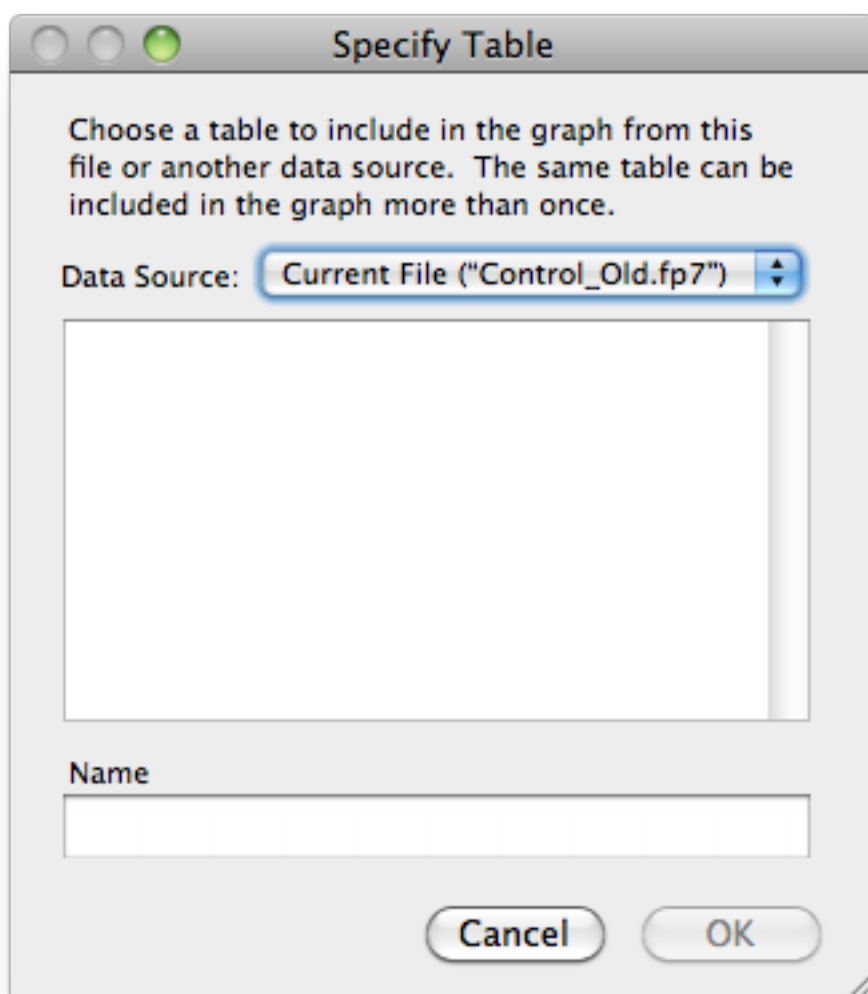 Specify Table
Choose a table to include in the graph from this
file or another data source.  The same table can be
included in the graph more than once.
Data Source: Current File (“Control_Old.fp7”)
Name
Cancel OK